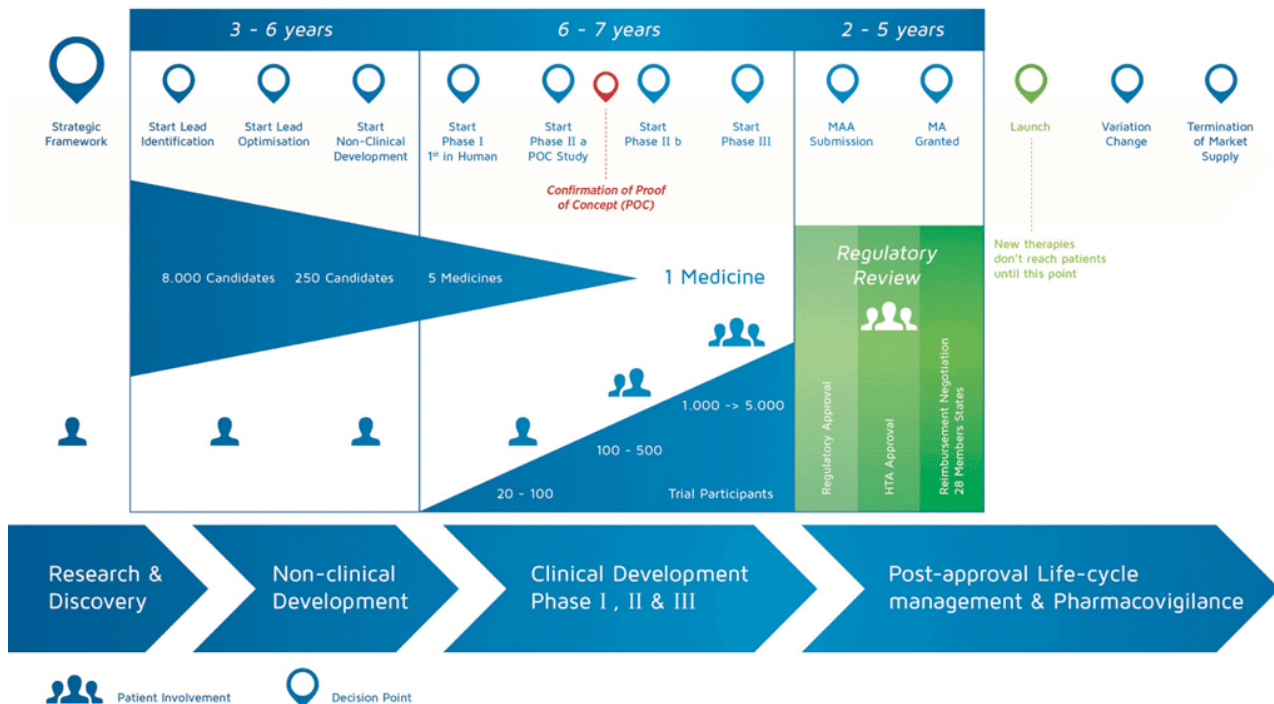 3 - 6 years
6 - 7 years
2 - 5 years
Strategic
Framework
Start Lead
Identification
Start Lead
Optimisation
Start
Non-Clinical
Development
Start
Phase I
1st in Human
Start
Phase II a
POC Study
Start
Phase II b
Start
Phase III
MAA
Submission
MA
Granted
Launch
Variation
Change
Termination
of Market
Supply
Confirmation of Proof
of Concept (POC)
8.000 Candidates
250 Candidates
5 Medicines
1 Medicine
Regulatory
Review
New therapies
don't reach patients
until this point
20 - 100
100 - 500
1.000 -> 5.000
Trial Participants
Regulatory Approval
HTA Approval
Reimbursement Negotiation
28 Members States
Research &
Discovery
Non-clinical
Development
Clinical Development
Phase I , II & III
Post-approval Life-cycle
management & Pharmacovigilance
Patient Involvement
Decision Point